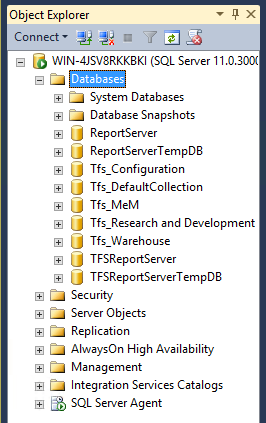 Object Explorer
Connect
WIN-4JSV8RKKBKI (SQL Server 11.0.3000
Databases
System Databases
Database Snapshots
ReportServer
ReportServerTempDB
Tfs_Configuration
Tfs_DefaultCollection
Tfs_MeM
Tfs_Research and Development
Tfs_Warehouse
TFSReportServer
TFSReportServerTempDB
Security
Server Objects
Replication
AlwaysOn High Availability
Management
Integration Services Catalogs
SQL Server Agent